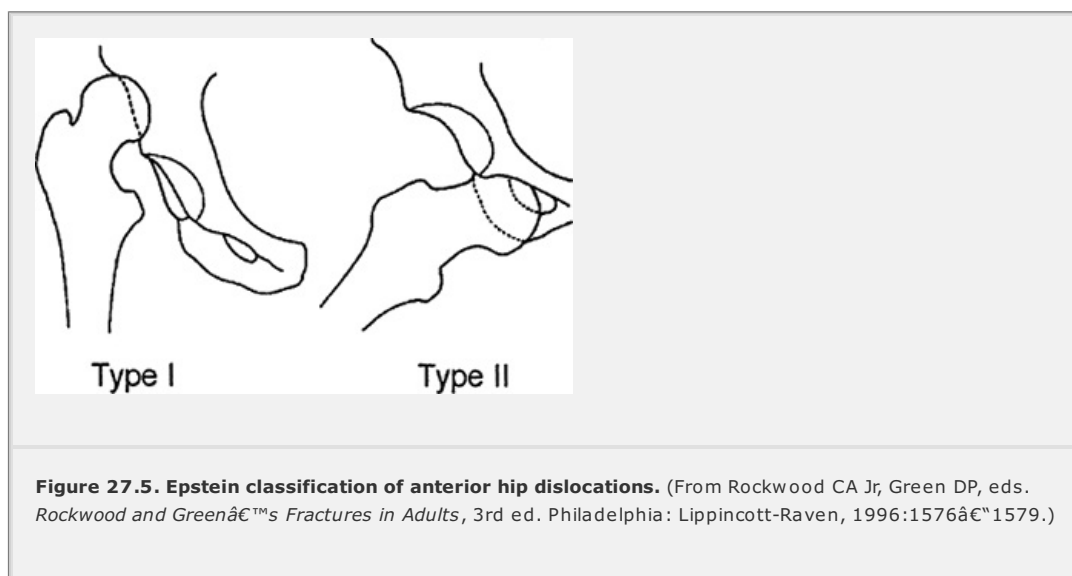 Type I
Type II
Figure 27.5. Epstein classification of anterior hip dislocations. (From Rockwood CA Jr, Green DP, eds.
Rockwood and Greenâ€™s Fractures in Adults, 3rd ed. Philadelphia: Lippincott-Raven, 1996:1576â€“1579.)